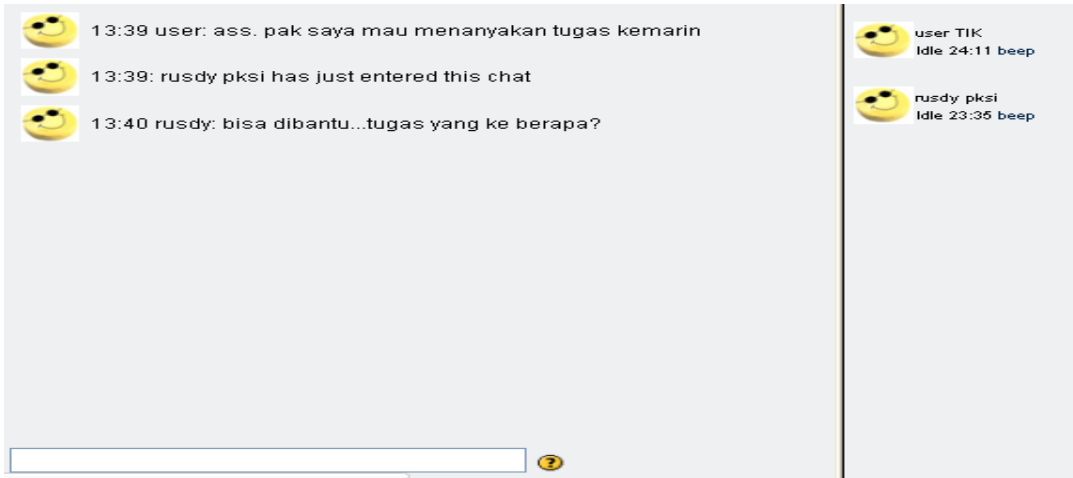 13:39 user: ass. pak saya mau menanyakan tugas kemarin
13:39: rusdy pksi has just entered this chat
13:40 rusdy: bisa dibantu...tugas yang ke berapa?
?
user TIK
Idle 24:11 beep
rusdy pksi
Idle 23:35 beep